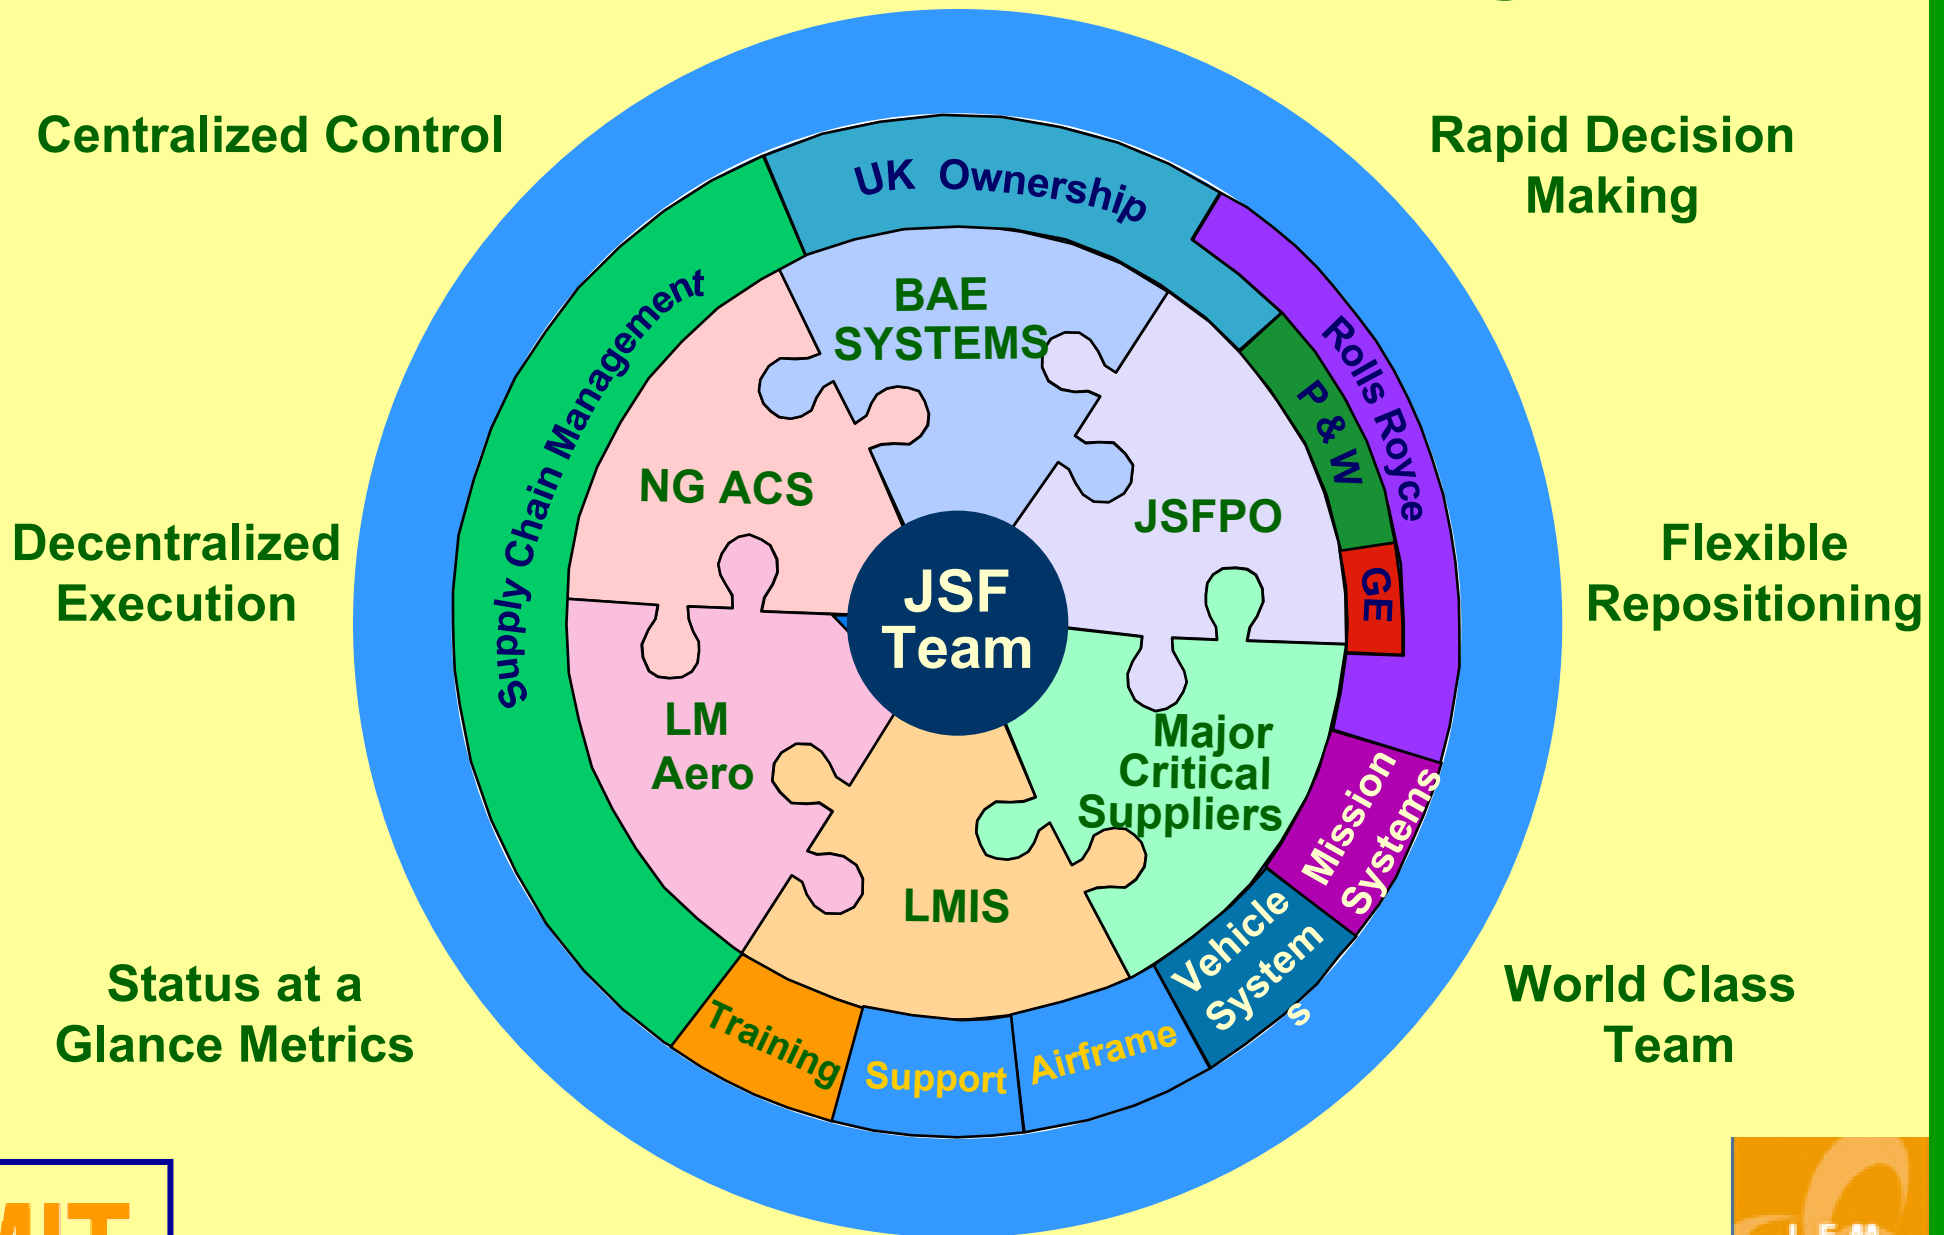 Centralized Control
Rapid Decision
Making
UK Ownership
Supply Chain Management
BAE
SYSTEMS
Rolls Royce
P & W
NG ACS
JSFPO
GE
Decentralized
Execution
JSF
Team
Flexible
Repositioning
LM
Aero
Major
Critical
Suppliers
Mission
Systems
LMIS
Vehicle
System
s
Training
Support
Airframe
Status at a
Glance Metrics
World Class
Team